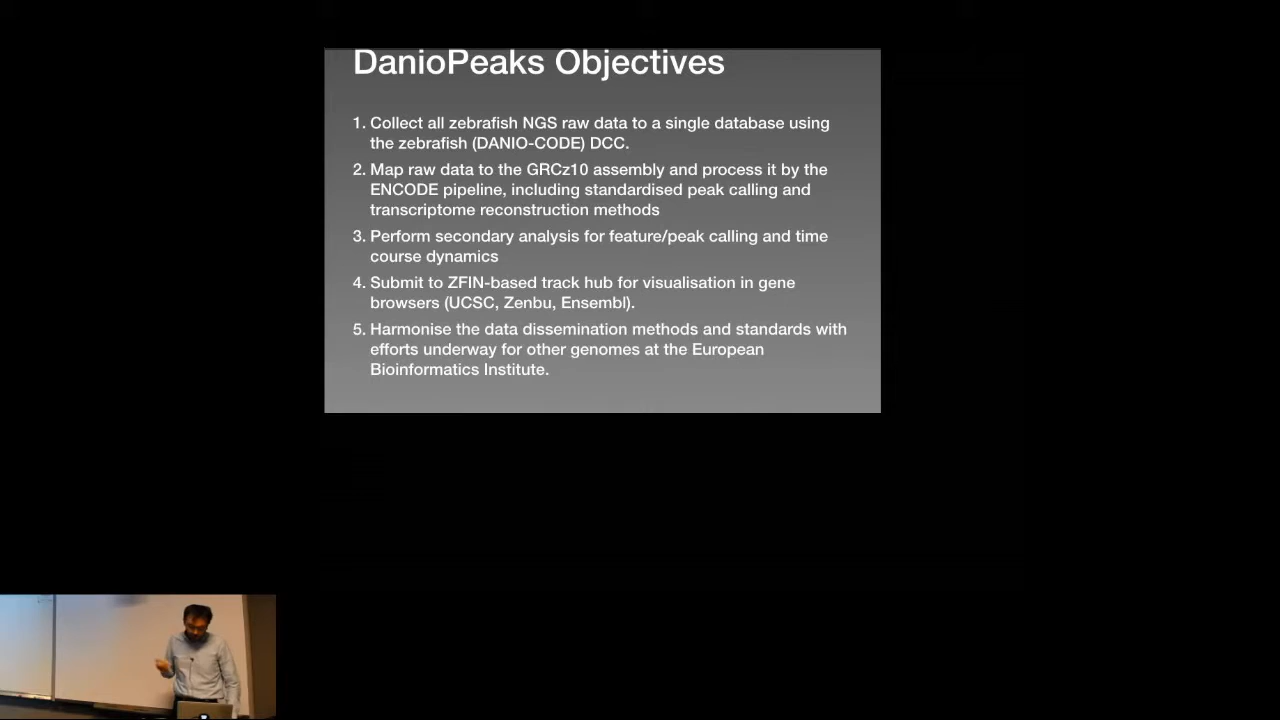 DanioPeaks Objectives
1. Collect all zebrafish NGS raw data to a single database using
the zebrafish (DANIO-CODE) DCC.
2. Map raw data to the GRCz10 assembly and process it by the
ENCODE pipeline, including standardised peak calling and
transcriptome reconstruction methods
3. Perform secondary analysis for feature/peak calling and time
course dynamics
4. Submit to ZFIN-based track hub for visualisation in gene
browsers (UCSC, Zenbu, Ensembl).
5. Harmonise the data dissemination methods and standards with
efforts underway for other genomes at the European
Bioinformatics Institute.